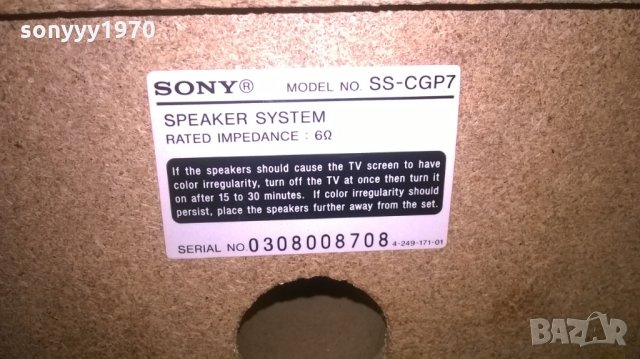 sonyyy1970
SONY® MODEL NO. SS-CGP7
SPEAKER SYSTEM
RATED IMPEDANCE : 6Ω
If the speakers should cause the TV screen to have
color irregularity, turn off the TV at once then turn it
on after 15 to 30 minutes. If color irregularity should
persist, place the speakers further away from the set.
SERIAL NO. 0308008708 4-249-171-01
BAZAR